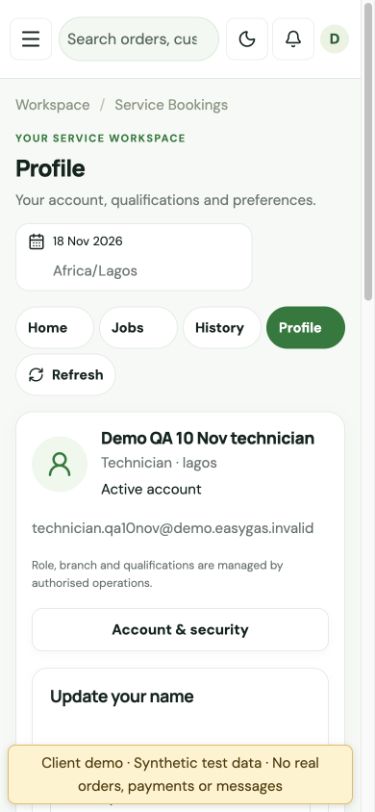 Search orders, cus
D
Workspace / Service Bookings
YOUR SERVICE WORKSPACE
Profile
Your account, qualifications and preferences.
18 Nov 2026
Africa/Lagos
Home Jobs History Profile
Refresh
Demo QA 10 Nov technician
Technician · lagos
Active account
technician.qa10nov@demo.easygas.invalid
Role, branch and qualifications are managed by
authorised operations.
Account & security
Update your name
Client demo · Synthetic test data · No real
orders, payments or messages